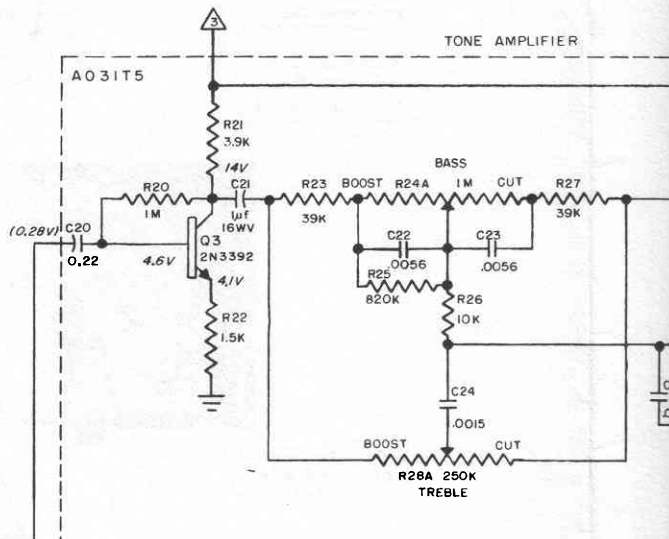 3
TONE AMPLIFIER
A031T5
R21
3.9K
14V
BASS
R20
1M
C21
1µf
16WV
R23
39K
BOOST
R24A
1M
CUT
R27
39K
(0.28V)
C20
0.22
Q3
2N3392
4.6V
4.1V
C22
.0056
C23
.0056
R25
820K
R26
10K
R22
1.5K
C24
.0015
BOOST
CUT
R28A 250K
TREBLE